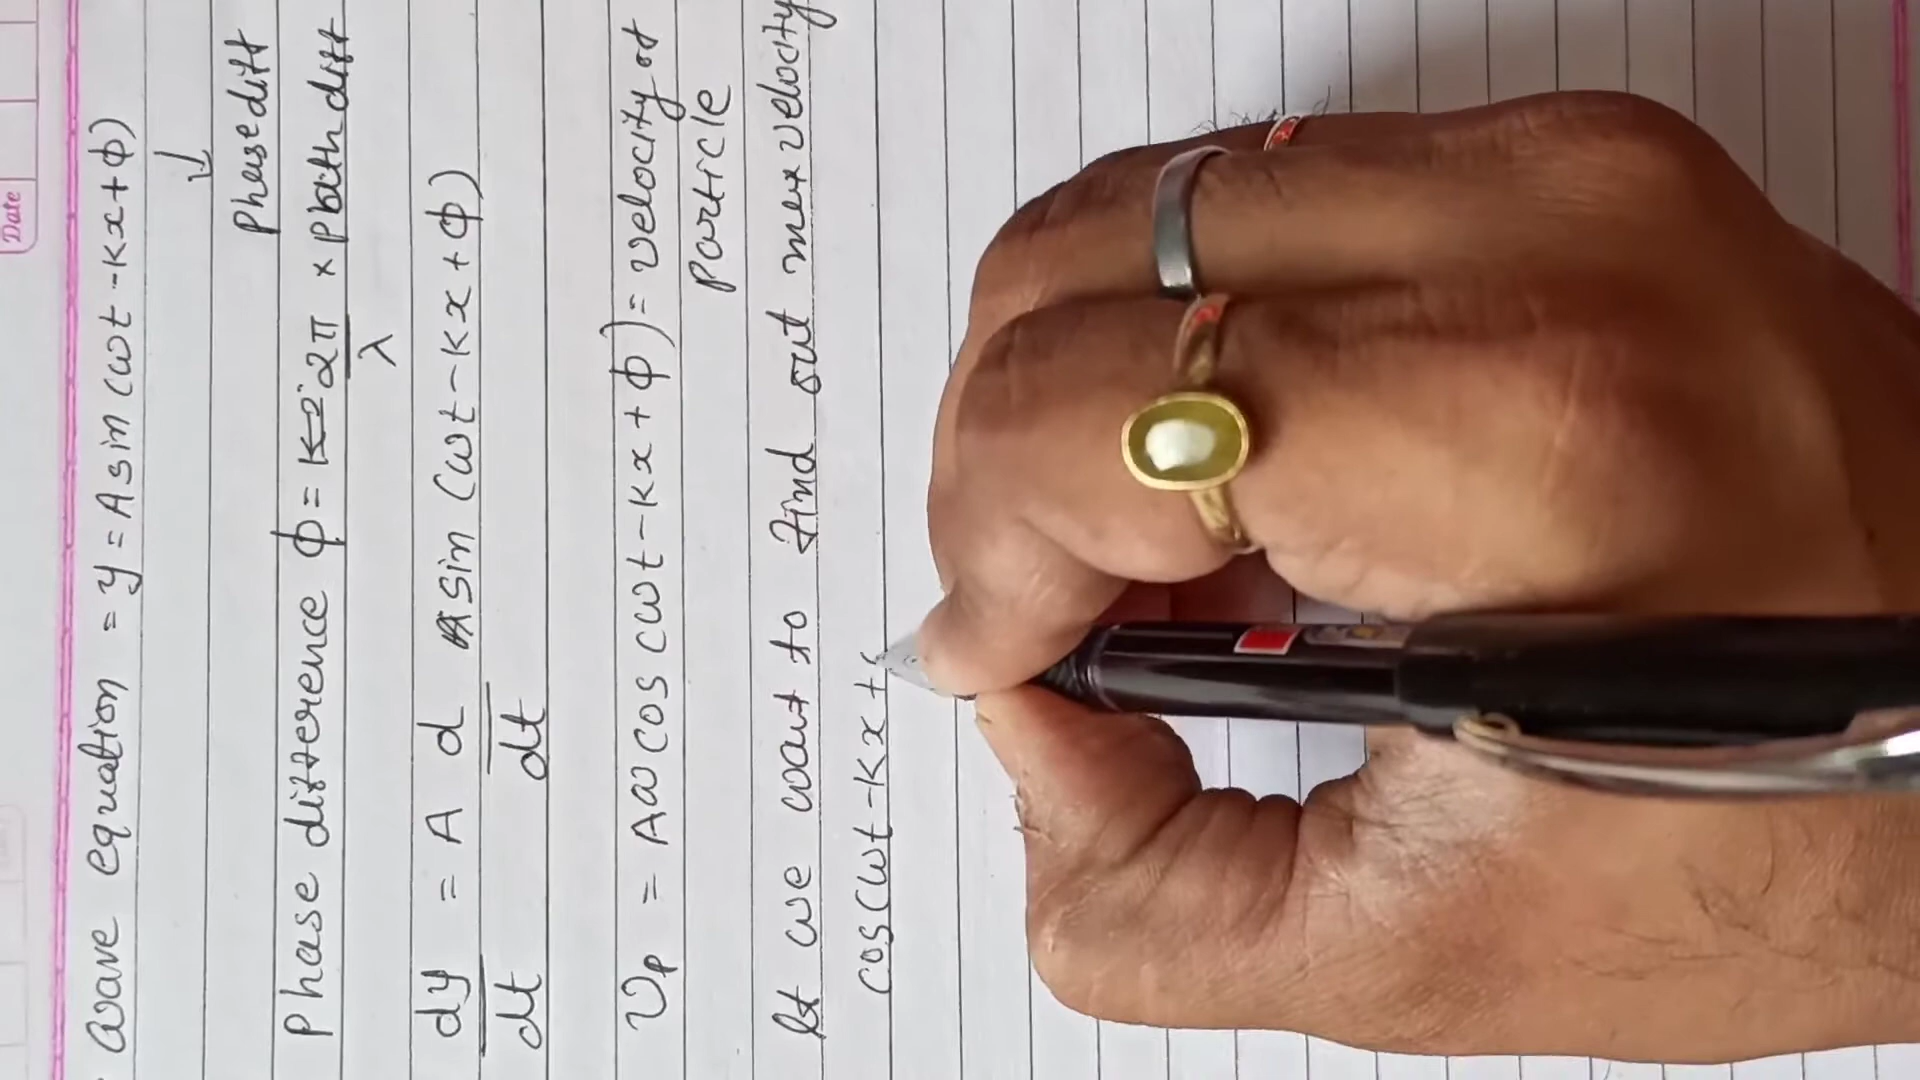 Date
wave equation = y = A sin (ωt - kx + ϕ)
↓
Phase diff
Phase difference ϕ = 2π/λ × Path diff
dy/dt = A d/dt sin (ωt - kx + ϕ)
υp = Aω cos (ωt - kx + ϕ) = velocity of
particle
If we want to find out max velocity
cos (ωt - kx +